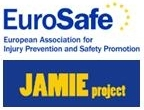 EuroSafe
European Association for
Injury Prevention and Safety Promotion
JAMIE project